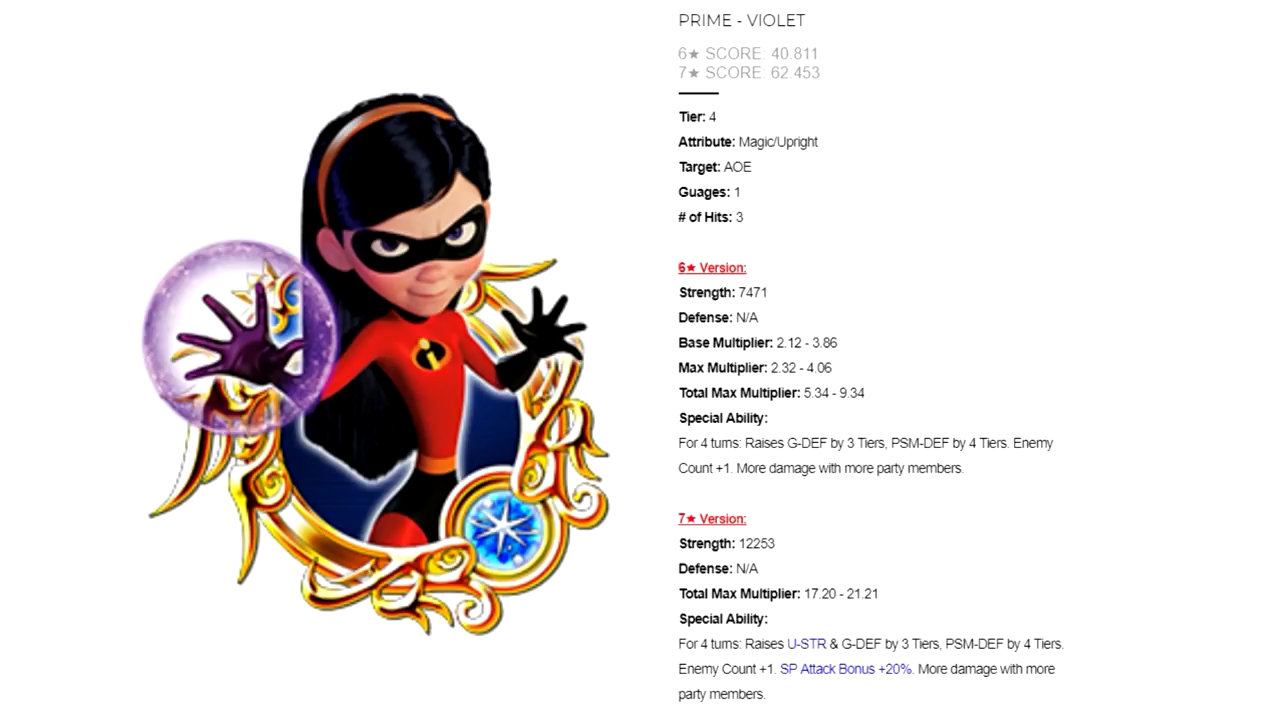 PRIME - VIOLET
6★ SCORE: 40.811
7★ SCORE: 62.453
Tier: 4
Attribute: Magic/Upright
Target: AOE
Guages: 1
# of Hits: 3
6★ Version:
Strength: 7471
Defense: N/A
Base Multiplier: 2.12 - 3.86
Max Multiplier: 2.32 - 4.06
Total Max Multiplier: 5.34 - 9.34
Special Ability:
For 4 turns: Raises G-DEF by 3 Tiers, PSM-DEF by 4 Tiers. Enemy
Count +1. More damage with more party members.
7★ Version:
Strength: 12253
Defense: N/A
Total Max Multiplier: 17.20 - 21.21
Special Ability:
For 4 turns: Raises U-STR & G-DEF by 3 Tiers, PSM-DEF by 4 Tiers.
Enemy Count +1. SP Attack Bonus +20%. More damage with more
party members.